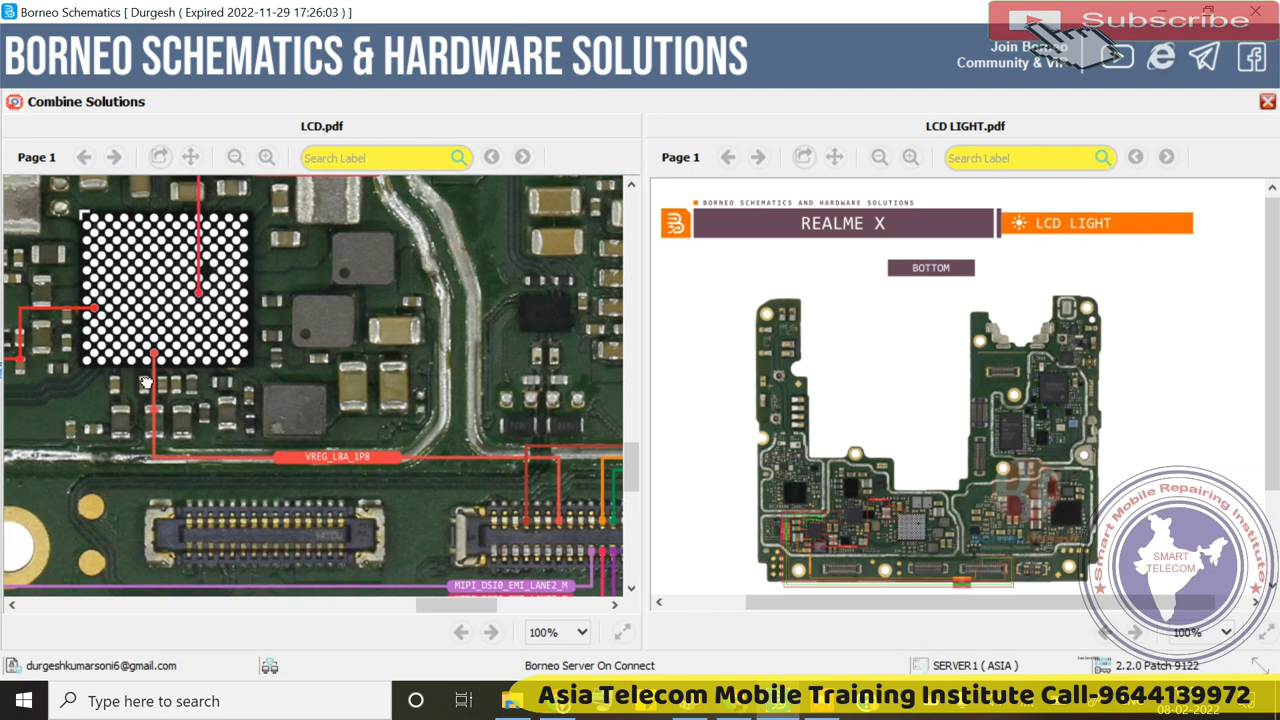 Borneo Schematics [ Durgesh ( Expired 2022-11-29 17:26:03 ) ]
Subscribe
BORNEO SCHEMATICS & HARDWARE SOLUTIONS
Join Borneo
Community & VIP
Combine Solutions
LCD.pdf
LCD LIGHT.pdf
Page 1
Search Label
Page 1
Search Label
BORNEO SCHEMATICS AND HARDWARE SOLUTIONS
REALME X
LCD LIGHT
BOTTOM
VREG_L8A_1P8
MIPI_DSI0_EMI_LANE2_M
Smart Mobile Repairing Institute
SMART
TELECOM
100%
100%
durgeshkumarsoni6@gmail.com
Borneo Server On Connect
SERVER1 ( ASIA )
2.2.0 Patch 9122
Type here to search
Asia Telecom Mobile Training Institute Call-9644139972
08-02-2022